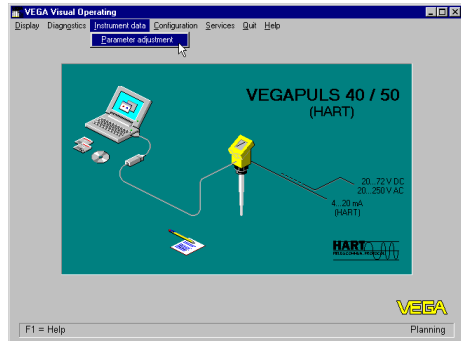 VEGA Visual Operating
Display Diagnostics Instrument data Configuration Services Quit Help
Parameter adjustment
VEGAPULS 40 / 50
(HART)
20...72 V DC
20...250 V AC
4...20 mA
(HART)
HART
VEGA
F1 = Help Planning